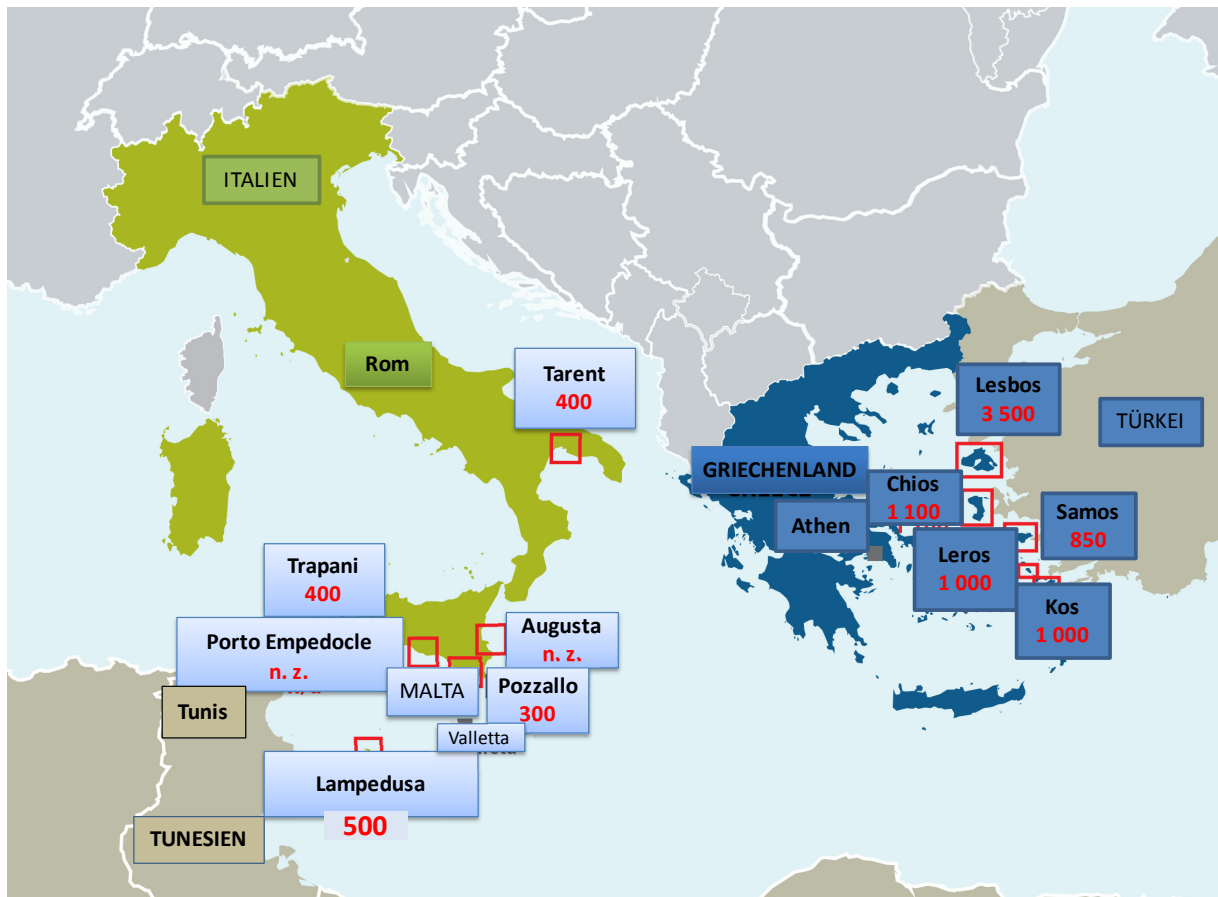 ITALIEN
Rom
Tarent
400
Lesbos
3 500
TÜRKEI
GRIECHENLAND
Chios
1 100
Athen
Samos
850
Leros
1 000
Kos
1 000
Trapani
400
Porto Empedocle
n. z.
Augusta
n. z.
MALTA
Pozzallo
300
Tunis
Valletta
Lampedusa
500
TUNESIEN